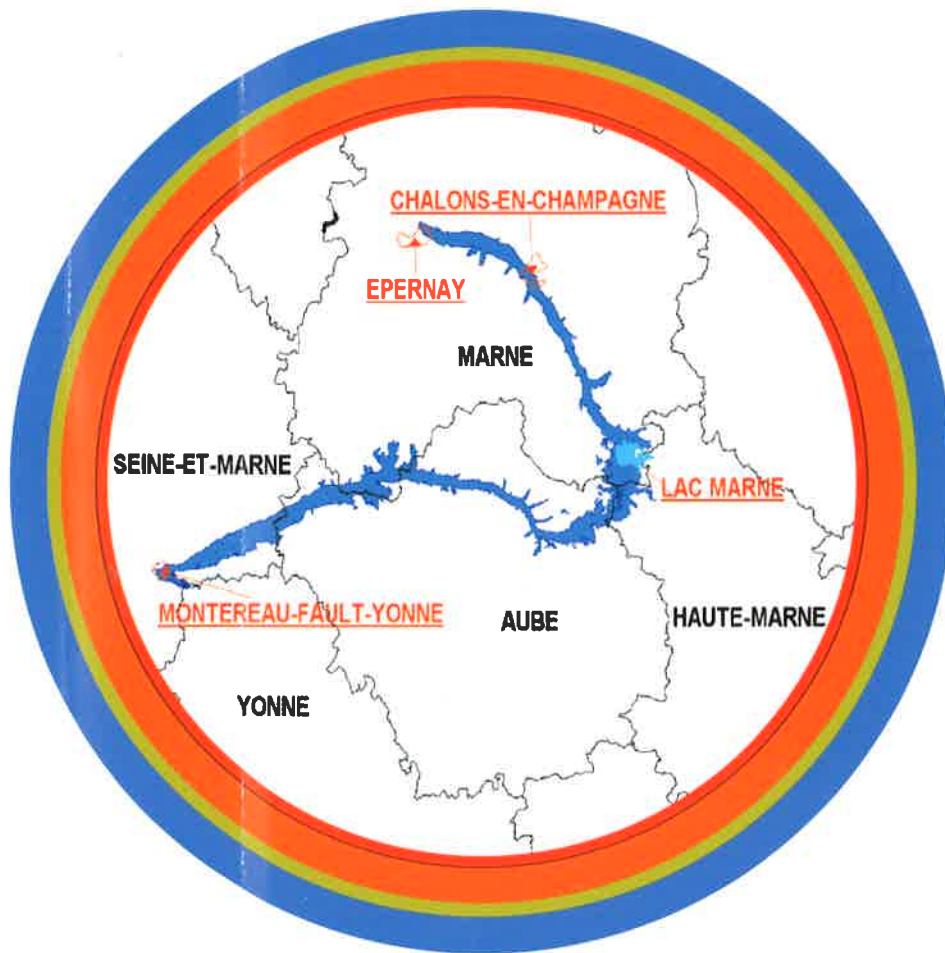 CHALONS-EN-CHAMPAGNE
EPERNAY
MARNE
SEINE-ET-MARNE
LAC MARNE
MONTEREAU-FAULT-YONNE
AUBE
HAUTE-MARNE
YONNE